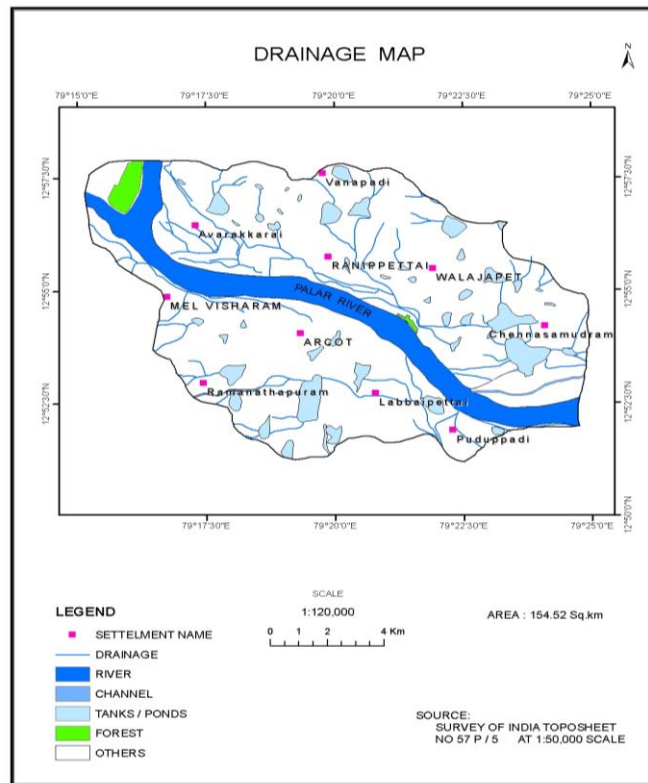 DRAINAGE MAP
N
79°15'0"E 79°17'30"E 79°20'0"E 79°22'30"E 79°25'0"E
12°57'30"N
12°57'30"N
Vanapadi
Avarakkarai
RANIPPETTAI
WALAJAPET
12°55'0"N
12°55'0"N
MEL VISHARAM
PALAR RIVER
Chennasamudram
ARCOT
Ramanathapuram
Labbaipettai
12°52'30"N
12°52'30"N
Puduppadi
12°50'0"N
79°17'30"E 79°20'0"E 79°22'30"E 79°25'0"E
SCALE
1:120,000
0 1 2 4 Km
AREA : 154.52 Sq.km
LEGEND
SETTELMENT NAME
DRAINAGE
RIVER
CHANNEL
TANKS / PONDS
FOREST
OTHERS
SOURCE:
SURVEY OF INDIA TOPOSHEET
NO 57 P / 5 AT 1:50,000 SCALE